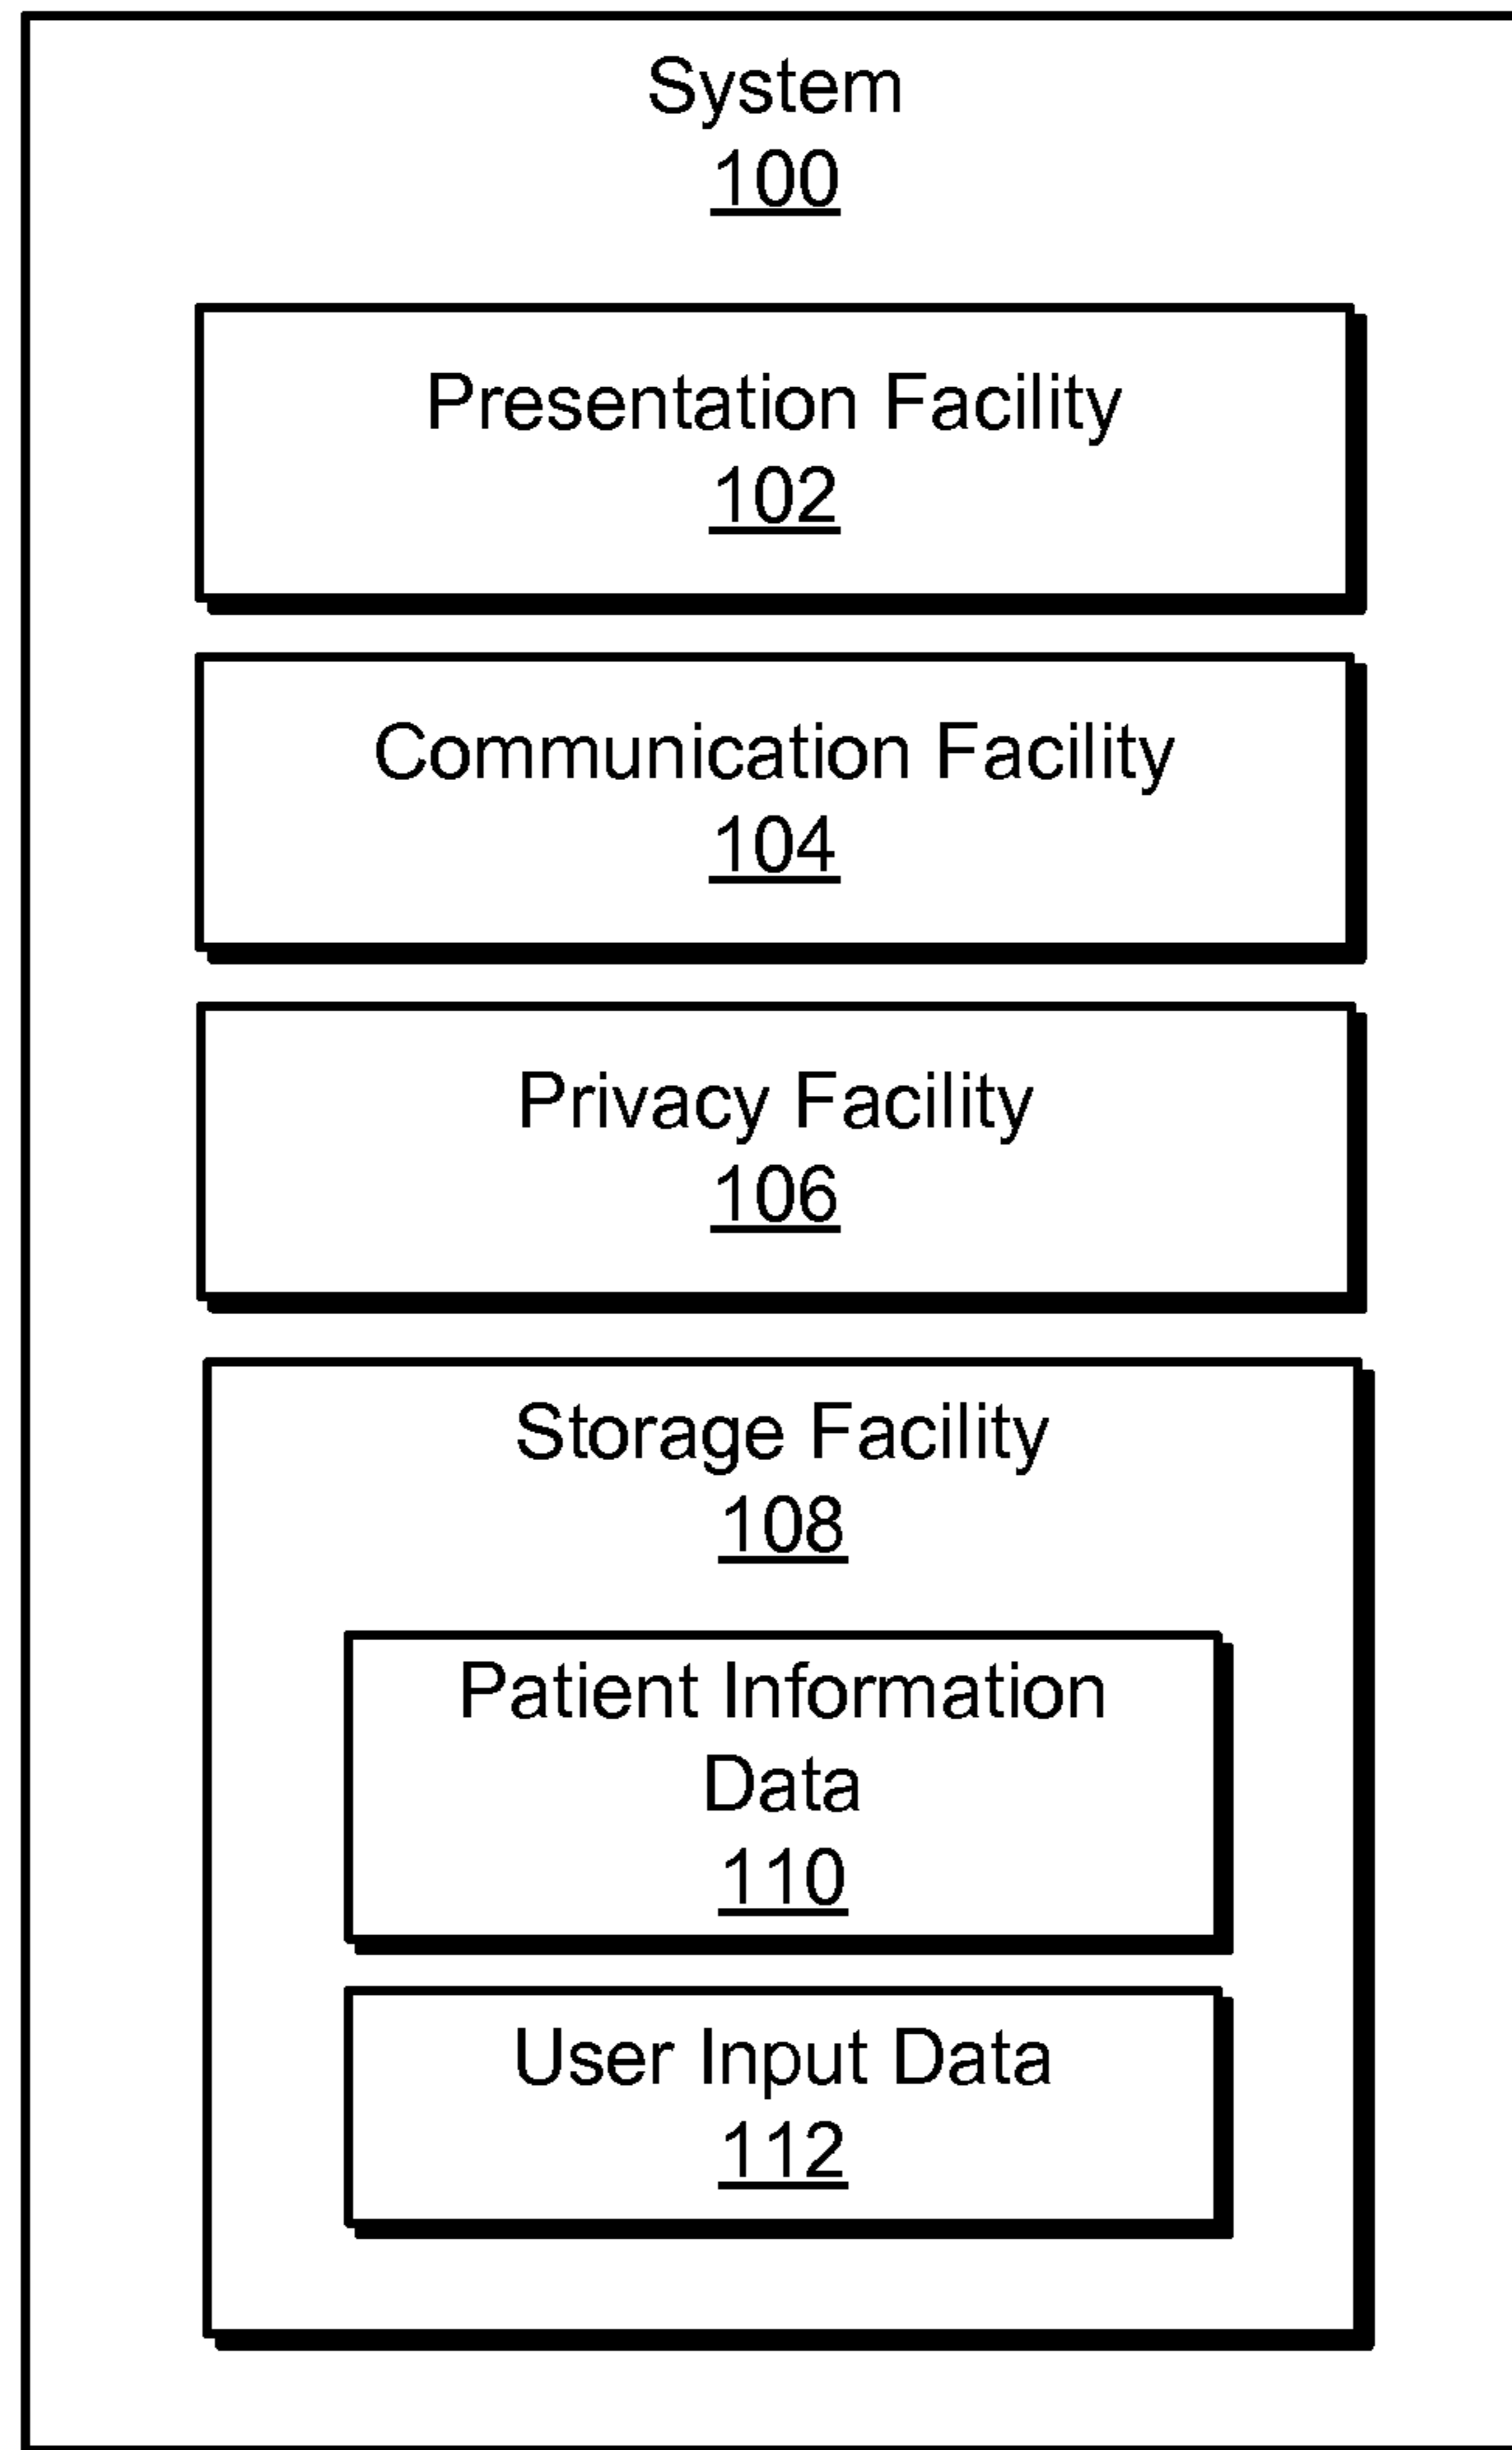 System
100
Presentation Facility
102
Communication Facility
104
Privacy Facility
106
Storage Facility
108
Patient Information
Data
110
User Input Data
112